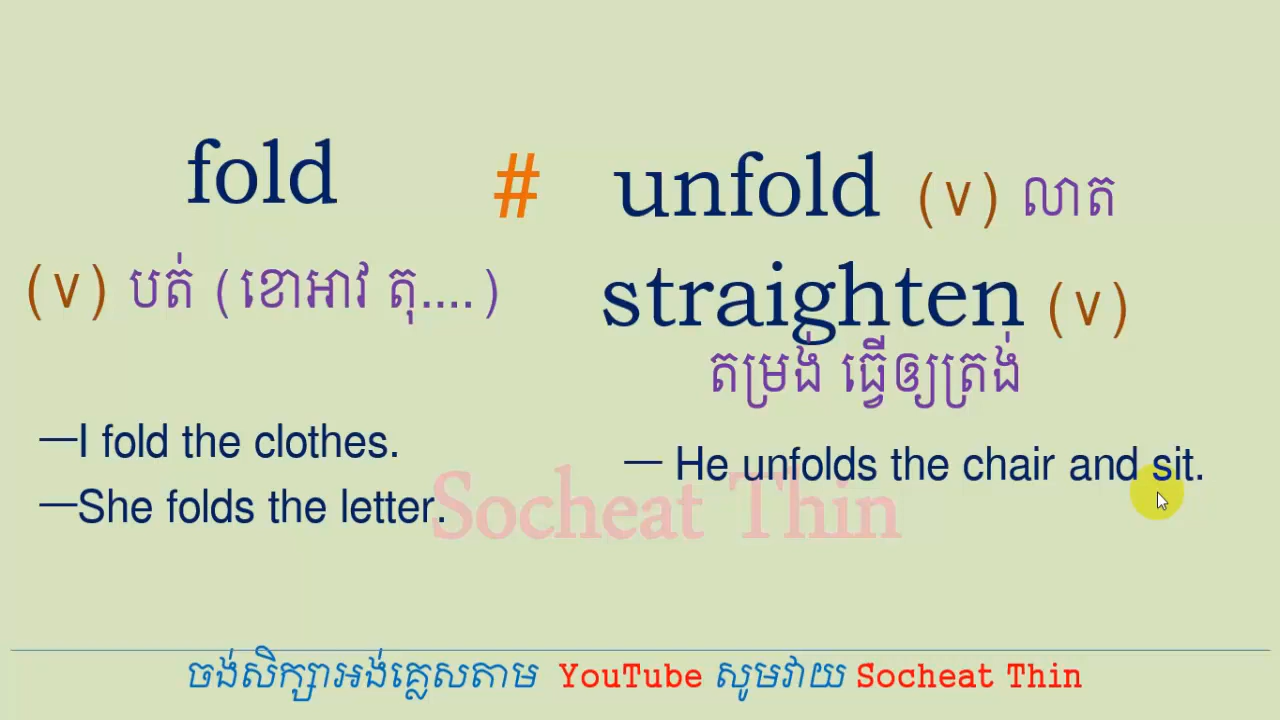 fold # unfold (v) លាត
(v) បត់ (ខោអាវ តុ....)
straighten (v)
តម្រង់ ធ្វើឲ្យត្រង់
—I fold the clothes.
—She folds the letter.
— He unfolds the chair and sit.
Socheat Thin
ចង់សិក្សាអង់គ្លេសតាម YouTube សូមវាយ Socheat Thin